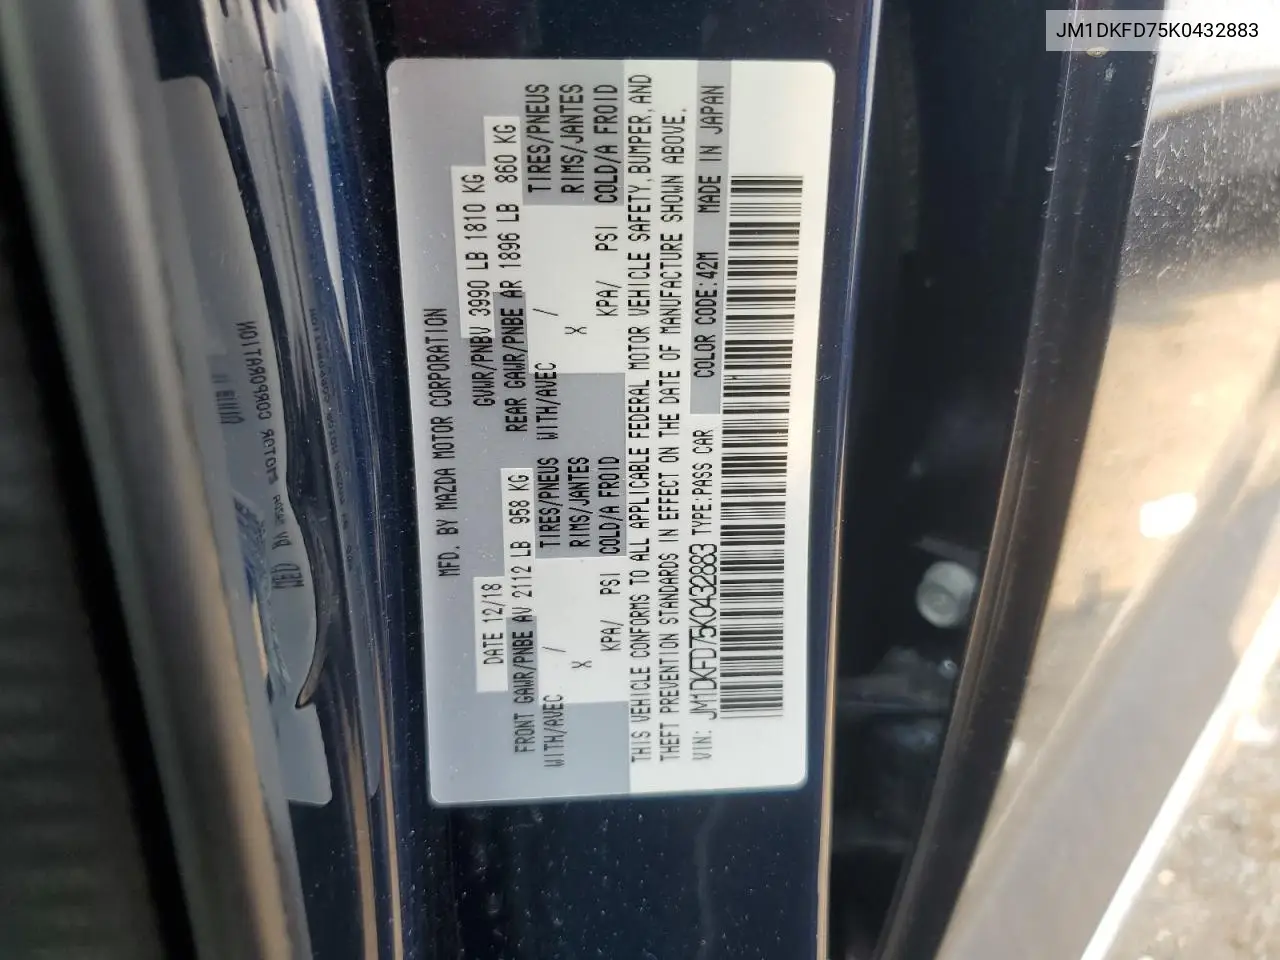 JM1DKFD75K0432883
MFD. BY MAZDA MOTOR CORPORATION
DATE 12/18 GVWR/PNBV 3990 LB 1810 KG
FRONT GAWR/PNBE AV 2112 LB 958 KG REAR GAWR/PNBE AR 1896 LB 860 KG
WITH/AVEC / TIRES/PNEUS WITH/AVEC / TIRES/PNEUS
X RIMS/JANTES X RIMS/JANTES
KPA/ PSI COLD/A FROID KPA/ PSI COLD/A FROID
THIS VEHICLE CONFORMS TO ALL APPLICABLE FEDERAL MOTOR VEHICLE SAFETY, BUMPER, AND
THEFT PREVENTION STANDARDS IN EFFECT ON THE DATE OF MANUFACTURE SHOWN ABOVE.
VIN: JM1DKFD75K0432883 TYPE:PASS CAR COLOR CODE:42M MADE IN JAPAN